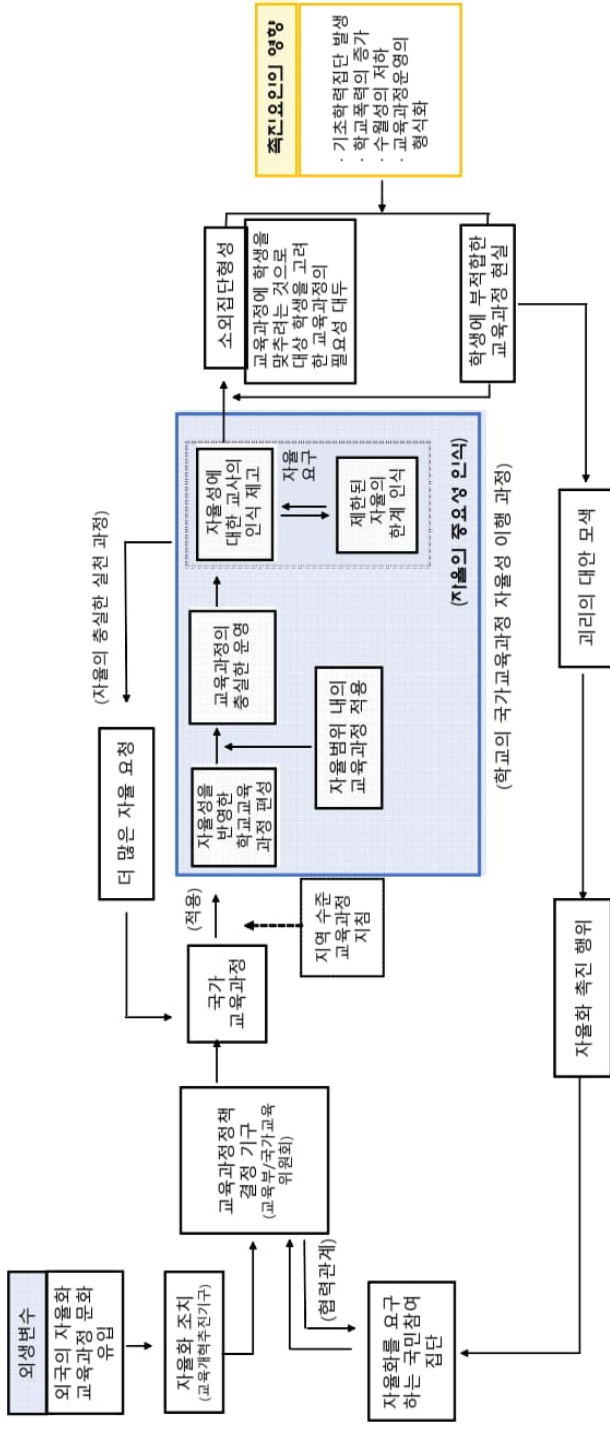 외생변수
외국의 자율화
교육과정 문화
유입
자율화 조치
(교육개혁추진기구)
교육과정정책
결정 기구
(교육부/국가교육
위원회)
(협력관계)
자율화를 요구
하는 국민참여
집단
국가
교육과정
(적용)
지역 수준
교육과정
지침
더 많은 자율 요청
(자율의 충실한 실천 과정)
자율성을
반영한
학교교육
과정 편성
교육과정의
충실한 운영
자율범위 내의
교육과정 적용
자율성에
대한 교사의
인식 제고
자율
요구
제한된
자율의
한계 인식
(자율의 중요성 인식)
(학교의 국가교육과정 자율성 이행 과정)
소외집단형성
교육과정에 학생을
맞추려는 것으로
대상 학생을 고려
한 교육과정의
필요성 대두
학생에 부적합한
교육과정 현실
촉진요인의 영향
· 기초학력집단 발생
· 학교폭력의 증가
· 수월성의 저하
· 교육과정운영의
형식화
괴리의 대안 모색
자율화 촉진 행위